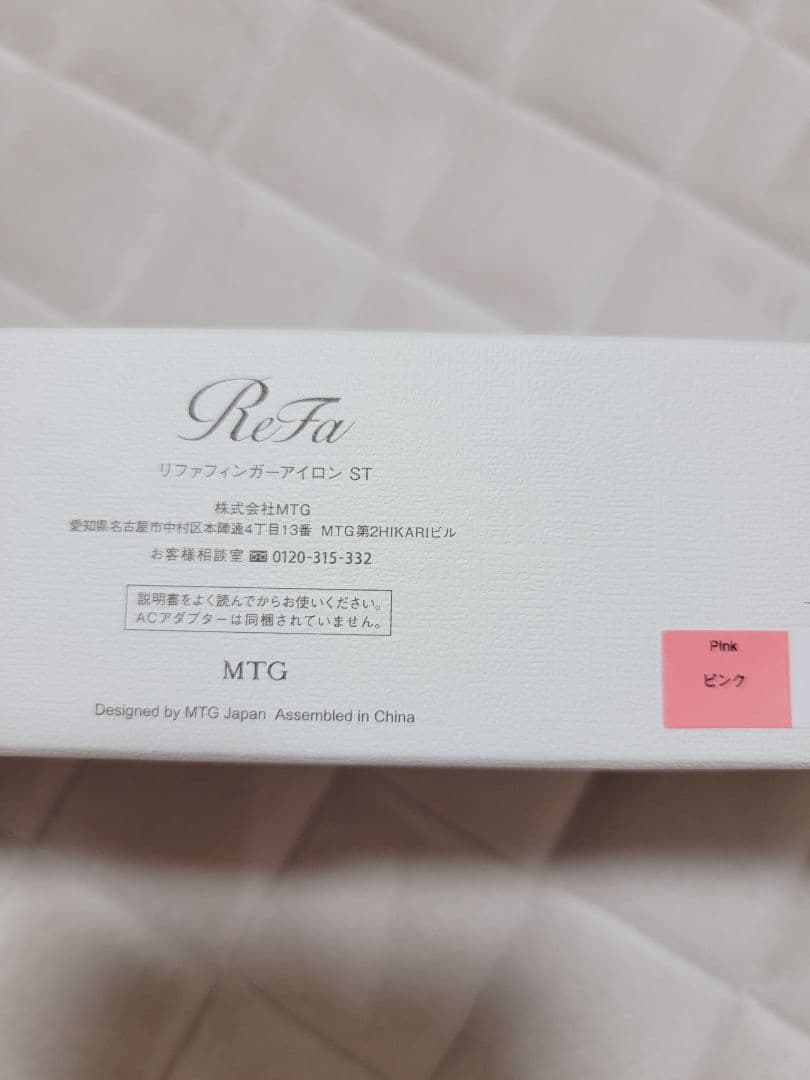 ReFa
リファフィンガーアイロン ST
株式会社MTG
愛知県名古屋市中村区本陣通4丁目13番 MTG第2HIKARIビル
お客様相談室 0120-315-332
説明書をよく読んでからお使いください。
ACアダプターは同梱されていません。
MTG
Designed by MTG Japan Assembled in China
Pink
ピンク